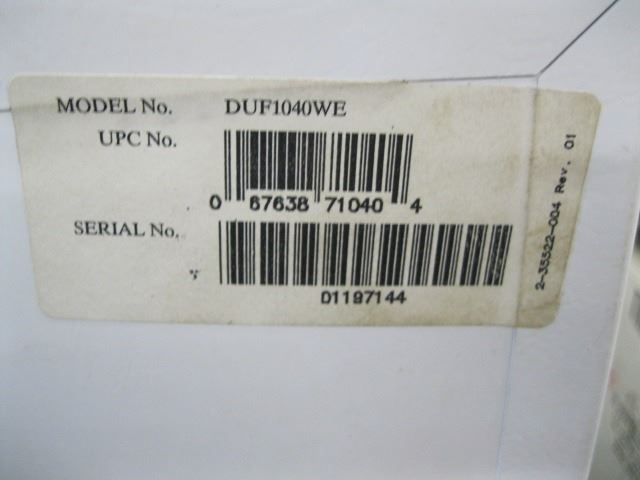 MODEL No. DUF1040WE
UPC No.
0 67638 71040 4
SERIAL No.
01197144
2-35522-004 Rev. 01